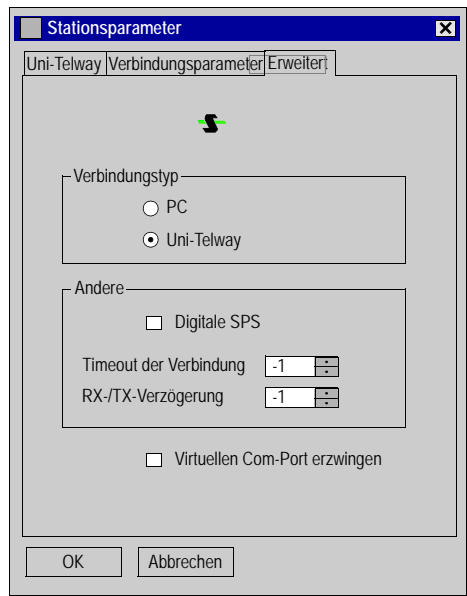 Stationsparameter
Uni-Telway Verbindungsparameter Erweitert
Verbindungstyp
PC
Uni-Telway
Andere
Digitale SPS
Timeout der Verbindung -1
RX-/TX-Verzögerung -1
Virtuellen Com-Port erzwingen
OK Abbrechen